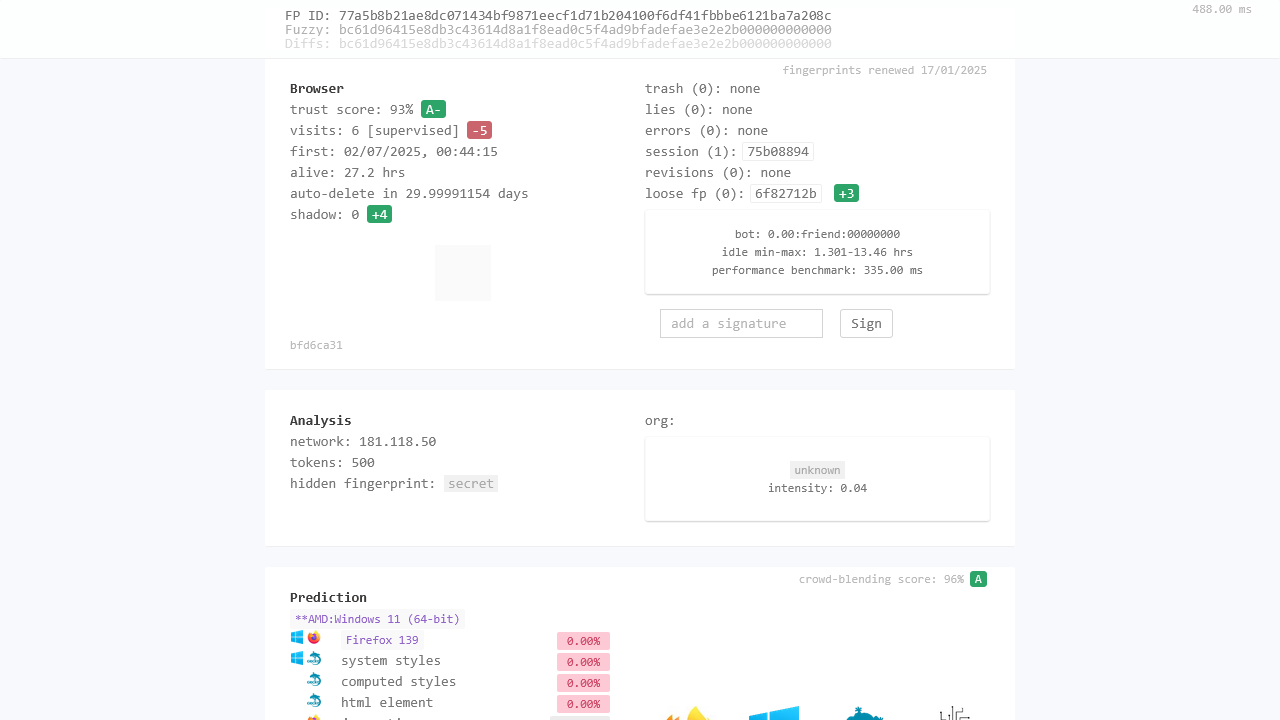 FP ID: 77a5b8b21ae8dc071434bf9871eecf1d71b204100f6df41fbbbe6121ba7a208c
488.00 ms
Fuzzy: bc61d96415e8db3c43614d8a1f8ead0c5f4ad9bfadefae3e2e2b000000000000
Diffs: bc61d96415e8db3c43614d8a1f8ead0c5f4ad9bfadefae3e2e2b000000000000
fingerprints renewed 17/01/2025
Browser
trust score: 93% A-
visits: 6 [supervised] -5
first: 02/07/2025, 00:44:15
alive: 27.2 hrs
auto-delete in 29.99991154 days
shadow: 0 +4
bfd6ca31
trash (0): none
lies (0): none
errors (0): none
session (1): 75b08894
revisions (0): none
loose fp (0): 6f82712b +3
bot: 0.00:friend:00000000
idle min-max: 1.301-13.46 hrs
performance benchmark: 335.00 ms
add a signature Sign
Analysis
network: 181.118.50
tokens: 500
hidden fingerprint: secret
org:
unknown
intensity: 0.04
crowd-blending score: 96% A
Prediction
**AMD:Windows 11 (64-bit)
Firefox 139 0.00%
system styles 0.00%
computed styles 0.00%
html element 0.00%